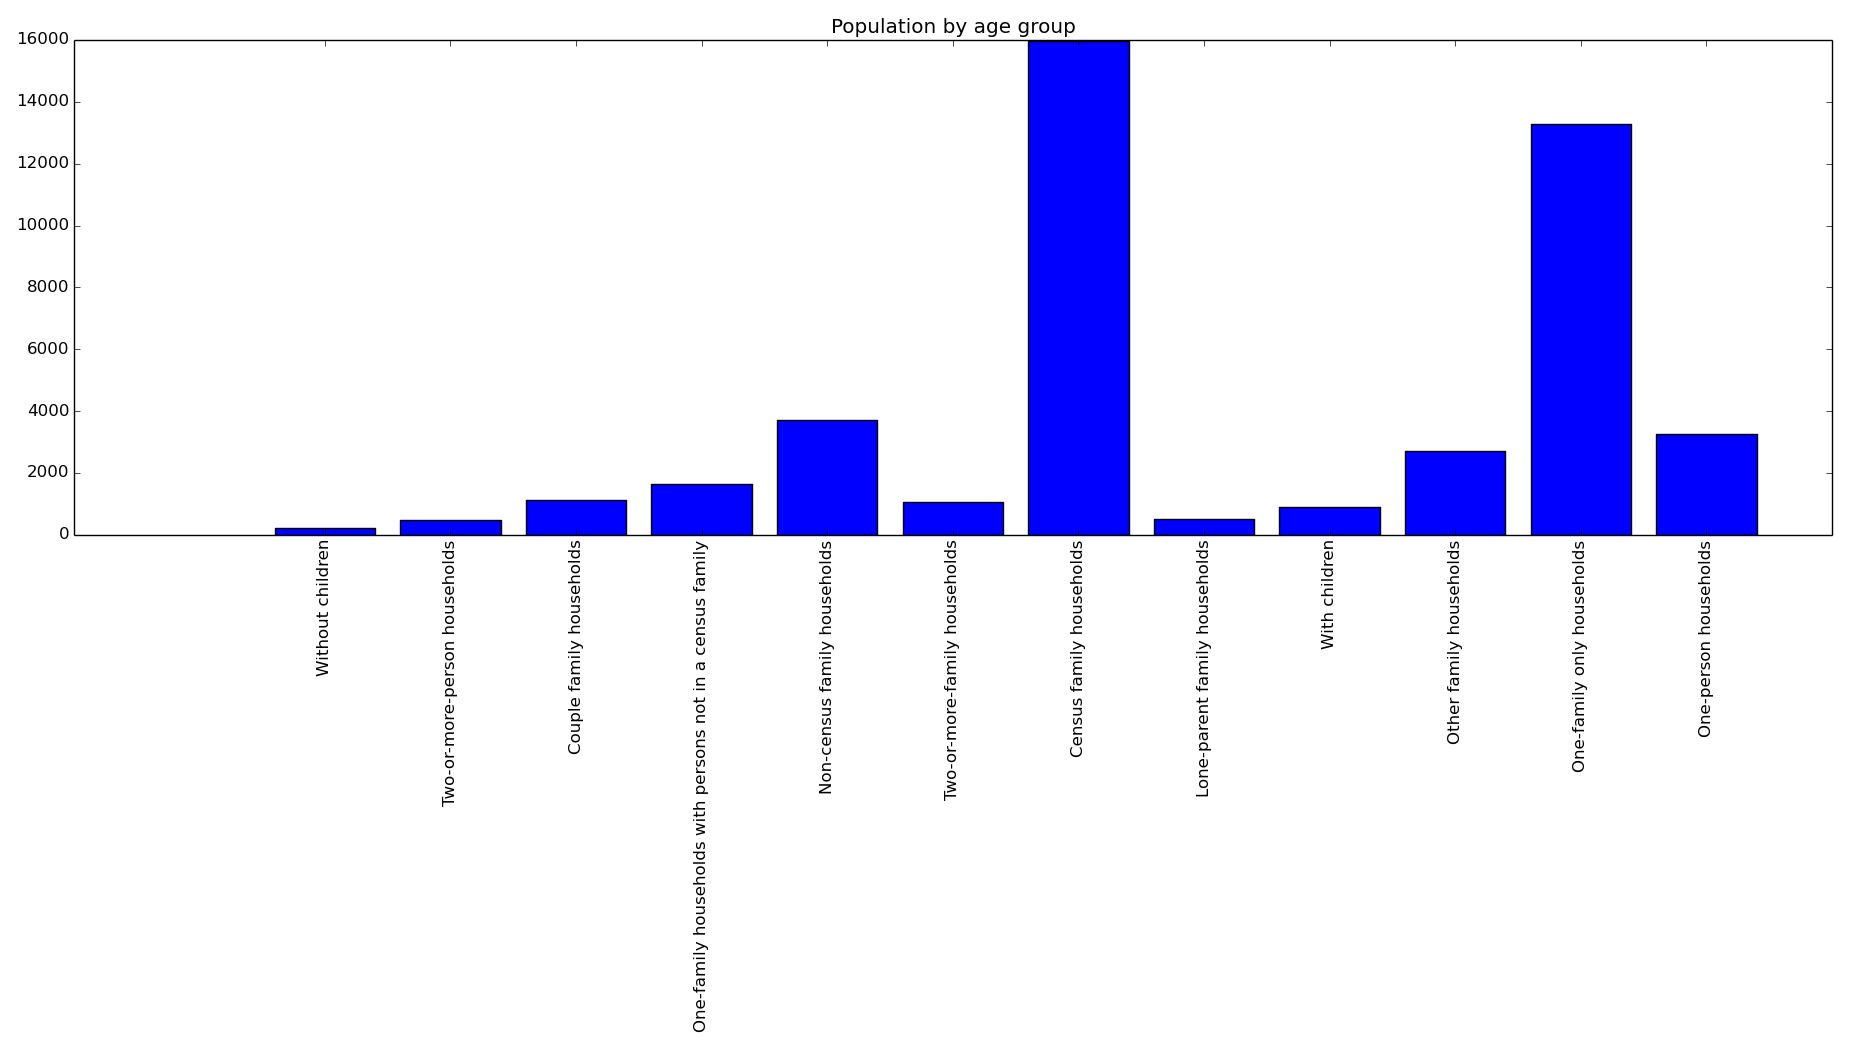 Population by age group
16000
14000
12000
10000
8000
6000
4000
2000
0
Without children
Two-or-more-person households
Couple family households
One-family households with persons not in a census family
Non-census family households
Two-or-more-family households
Census family households
Lone-parent family households
With children
Other family households
One-family only households
One-person households